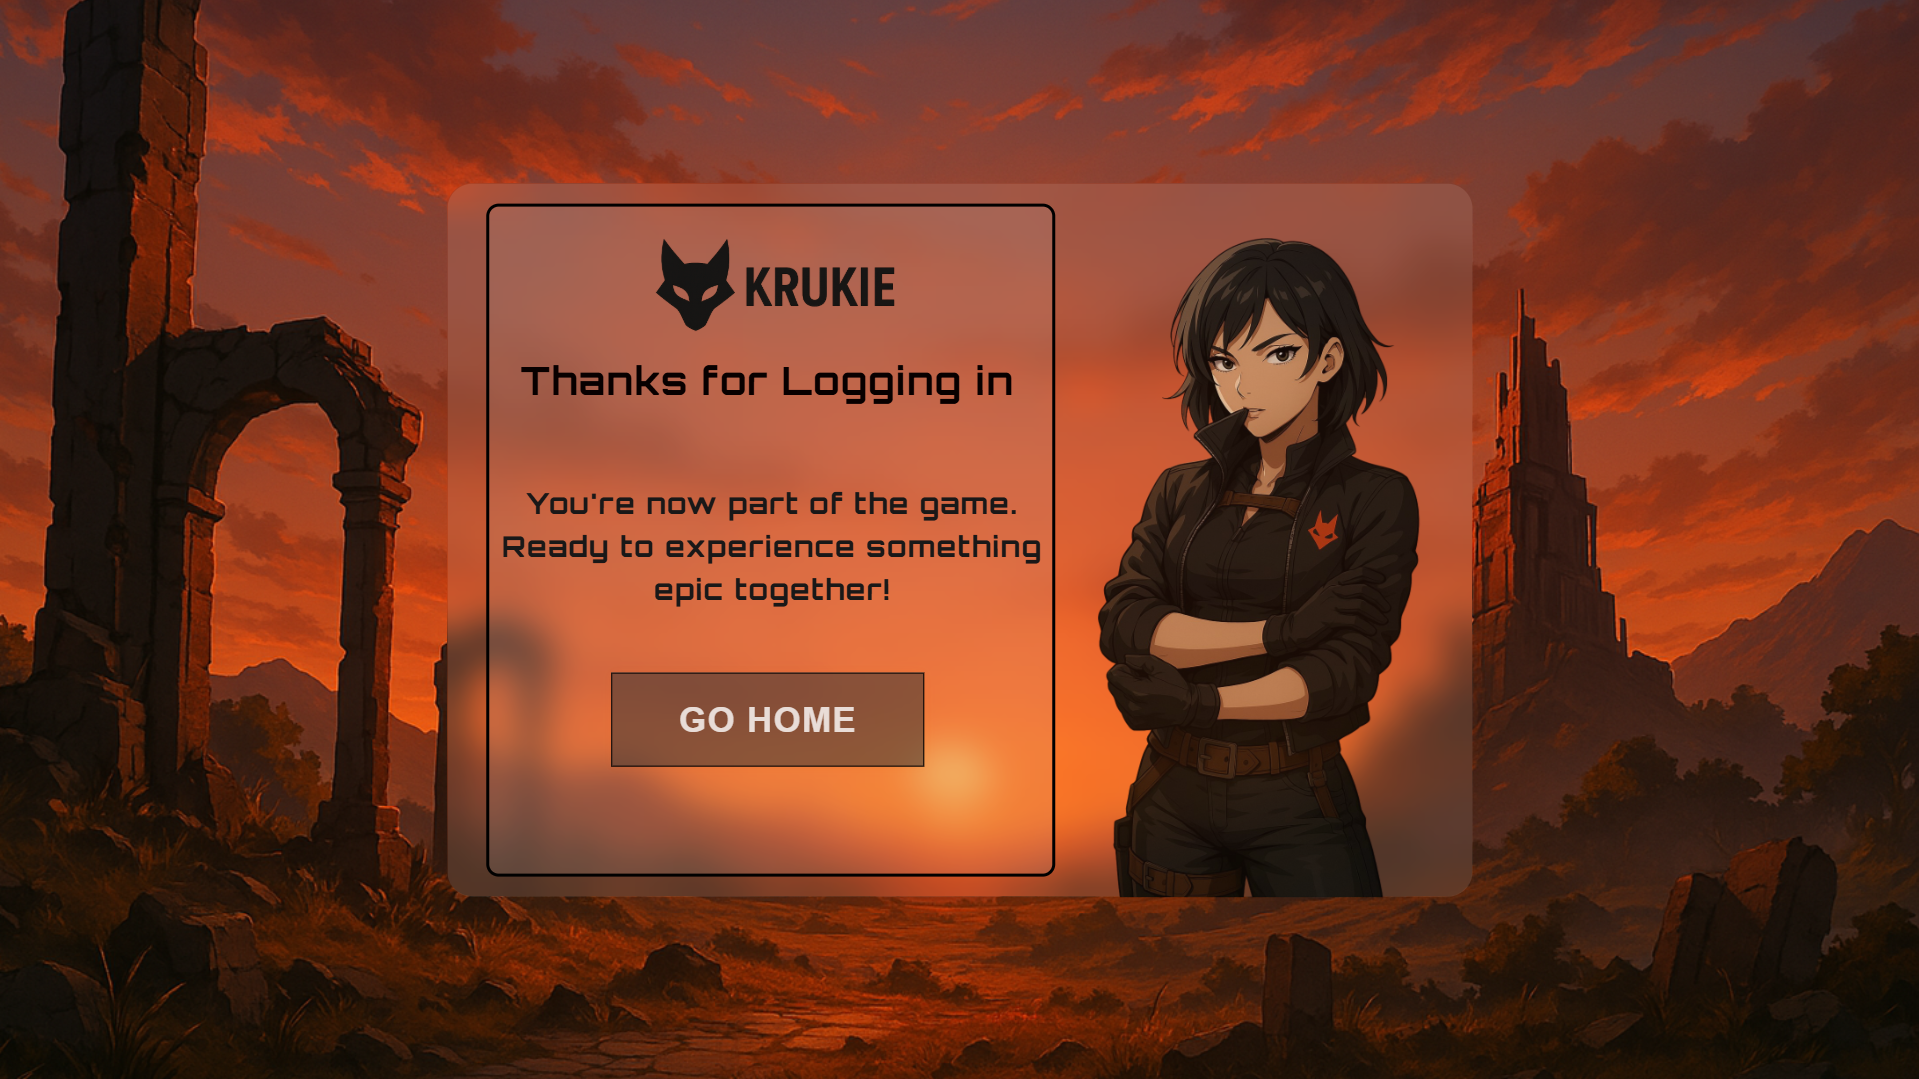 KRUKIE
Thanks for Logging in
You're now part of the game.
Ready to experience something
epic together!
GO HOME